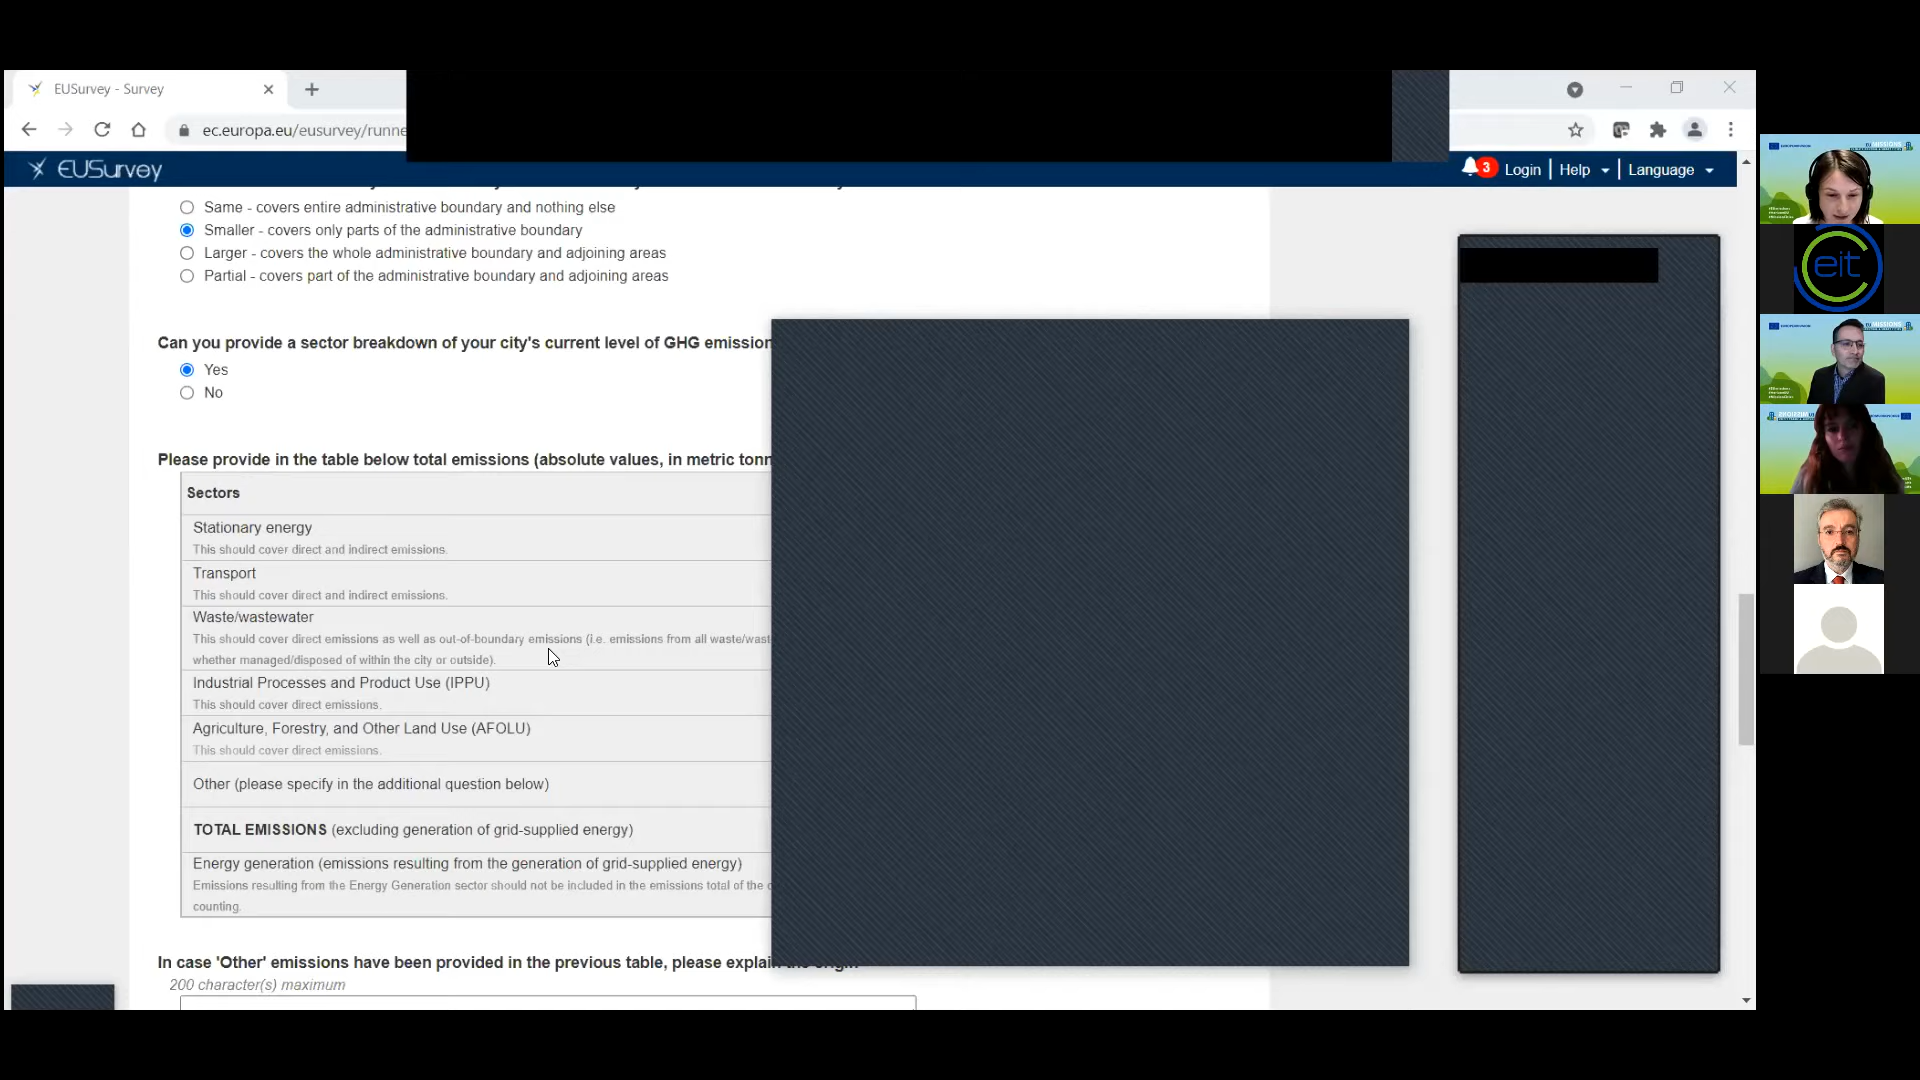 EUSurvey - Survey
ec.europa.eu/eusurvey/runne
EUSurvey
3 Login | Help | Language
Same - covers entire administrative boundary and nothing else
Smaller - covers only parts of the administrative boundary
Larger - covers the whole administrative boundary and adjoining areas
Partial - covers part of the administrative boundary and adjoining areas
Can you provide a sector breakdown of your city's current level of GHG emission
Yes
No
Please provide in the table below total emissions (absolute values, in metric tonn
Sectors
Stationary energy
This should cover direct and indirect emissions.
Transport
This should cover direct and indirect emissions.
Waste/wastewater
This should cover direct emissions as well as out-of-boundary emissions (i.e. emissions from all waste/wast
whether managed/disposed of within the city or outside).
Industrial Processes and Product Use (IPPU)
This should cover direct emissions.
Agriculture, Forestry, and Other Land Use (AFOLU)
This should cover direct emissions.
Other (please specify in the additional question below)
TOTAL EMISSIONS (excluding generation of grid-supplied energy)
Energy generation (emissions resulting from the generation of grid-supplied energy)
Emissions resulting from the Energy Generation sector should not be included in the emissions total of the c
counting.
In case 'Other' emissions have been provided in the previous table, please explain
200 character(s) maximum
eit